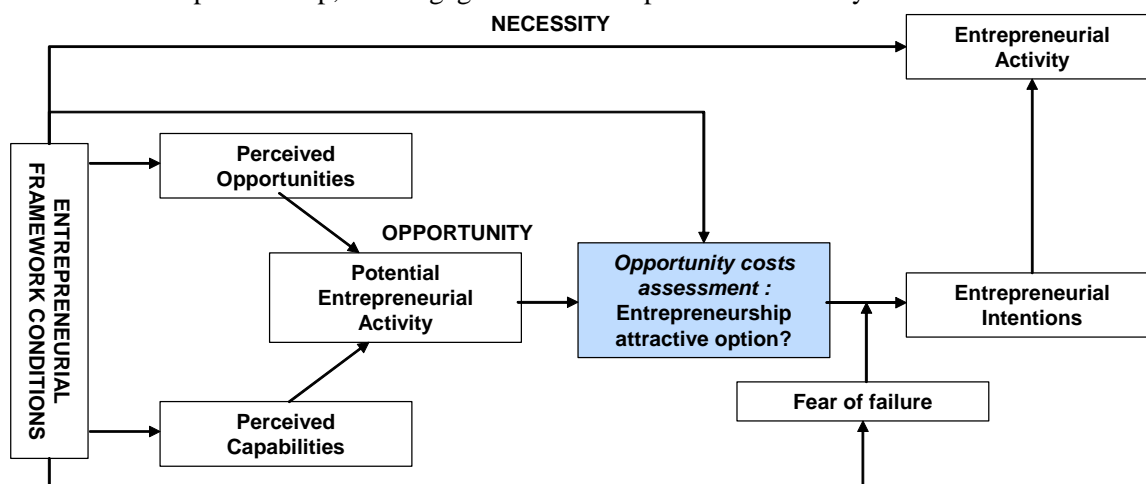 NECESSITY
Entrepreneurial
Activity
ENTREPRENEURIAL
FRAMEWORK CONDITIONS
Perceived
Opportunities
OPPORTUNITY
Potential
Entrepreneurial
Activity
Opportunity costs
assessment :
Entrepreneurship
attractive option?
Entrepreneurial
Intentions
Fear of failure
Perceived
Capabilities